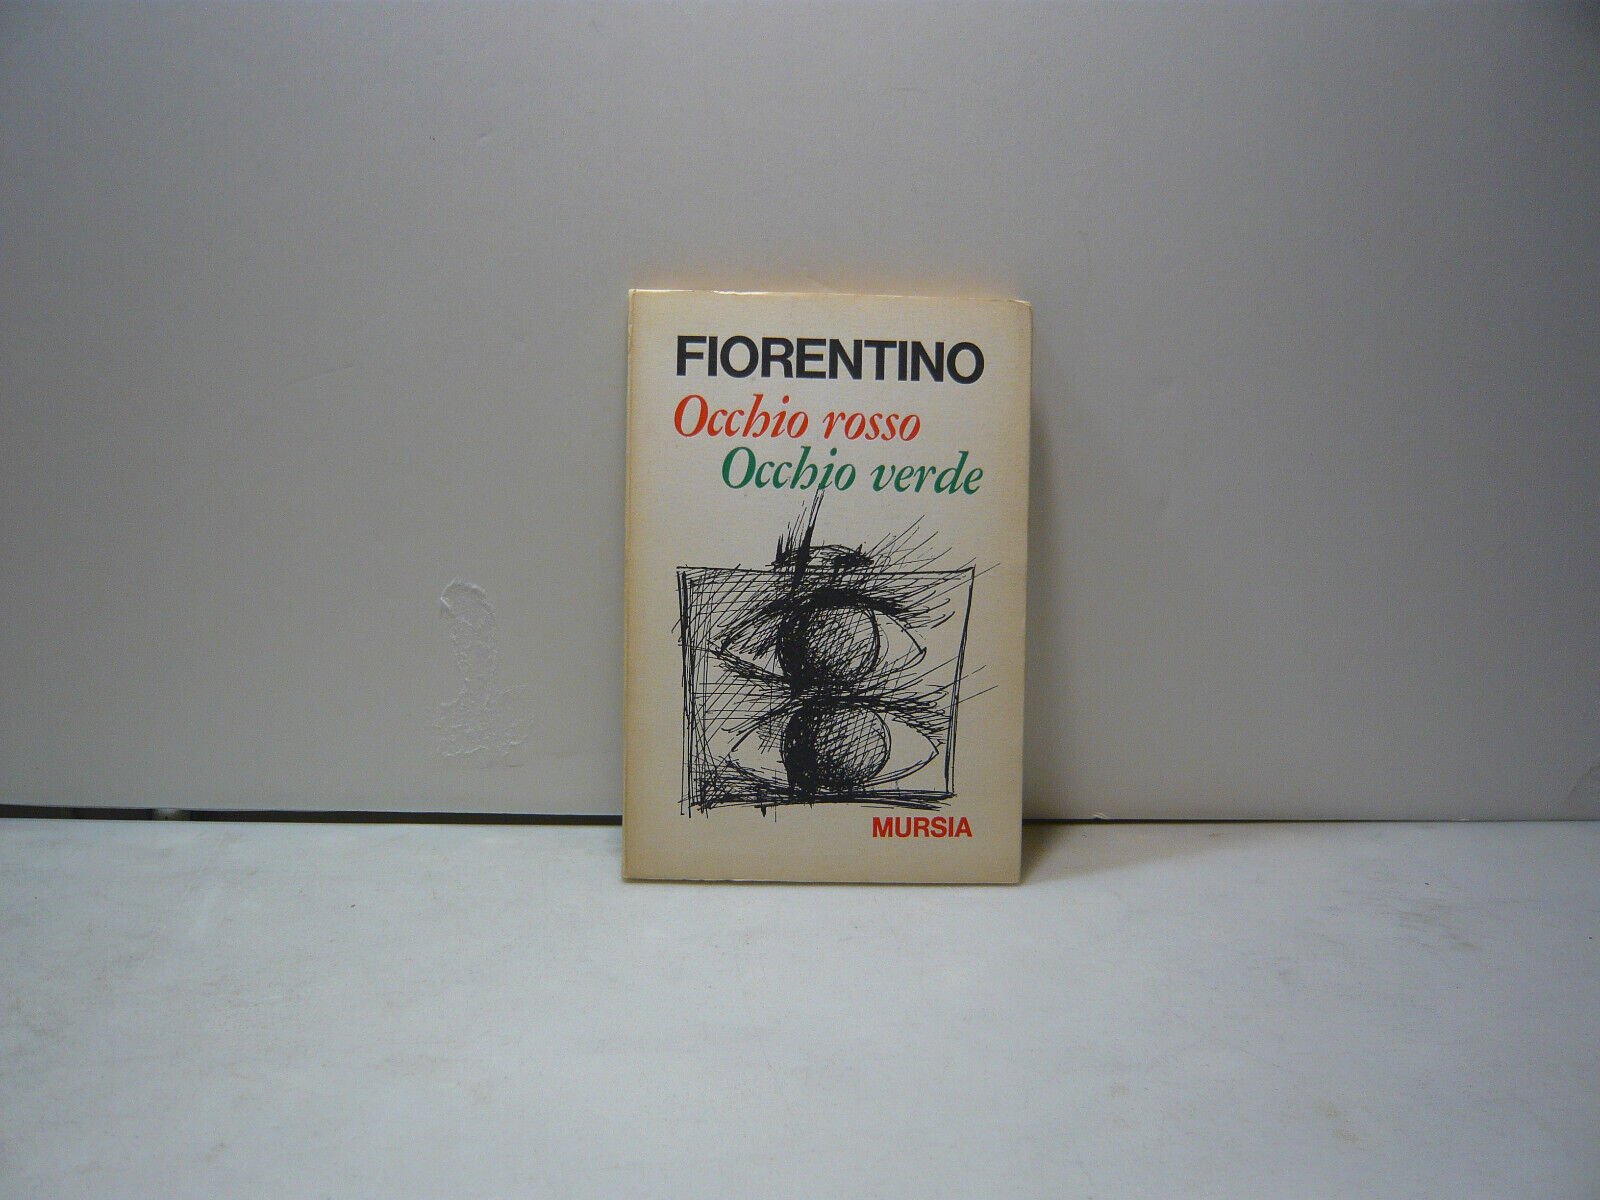 FIORENTINO
Occhio rosso
Occhio verde
MURSIA